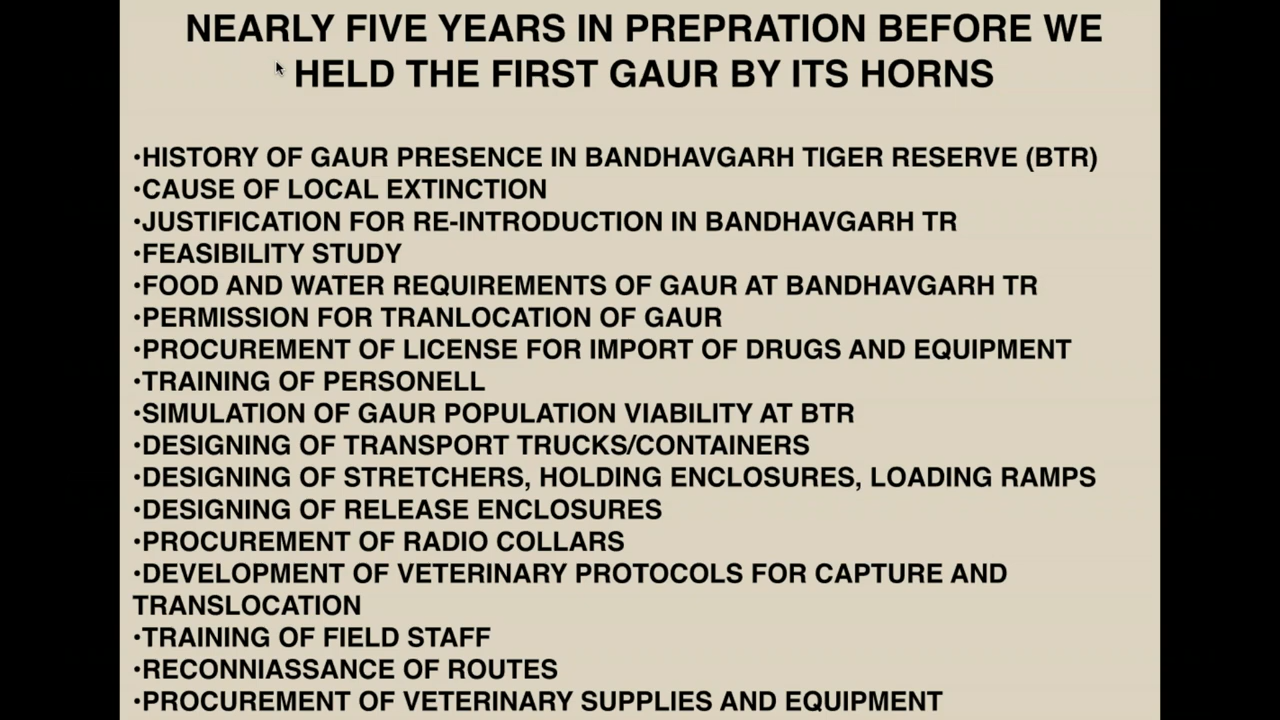 NEARLY FIVE YEARS IN PREPRATION BEFORE WE
HELD THE FIRST GAUR BY ITS HORNS
•HISTORY OF GAUR PRESENCE IN BANDHAVGARH TIGER RESERVE (BTR)
•CAUSE OF LOCAL EXTINCTION
•JUSTIFICATION FOR RE-INTRODUCTION IN BANDHAVGARH TR
•FEASIBILITY STUDY
•FOOD AND WATER REQUIREMENTS OF GAUR AT BANDHAVGARH TR
•PERMISSION FOR TRANLOCATION OF GAUR
•PROCUREMENT OF LICENSE FOR IMPORT OF DRUGS AND EQUIPMENT
•TRAINING OF PERSONELL
•SIMULATION OF GAUR POPULATION VIABILITY AT BTR
•DESIGNING OF TRANSPORT TRUCKS/CONTAINERS
•DESIGNING OF STRETCHERS, HOLDING ENCLOSURES, LOADING RAMPS
•DESIGNING OF RELEASE ENCLOSURES
•PROCUREMENT OF RADIO COLLARS
•DEVELOPMENT OF VETERINARY PROTOCOLS FOR CAPTURE AND
TRANSLOCATION
•TRAINING OF FIELD STAFF
•RECONNIASSANCE OF ROUTES
•PROCUREMENT OF VETERINARY SUPPLIES AND EQUIPMENT